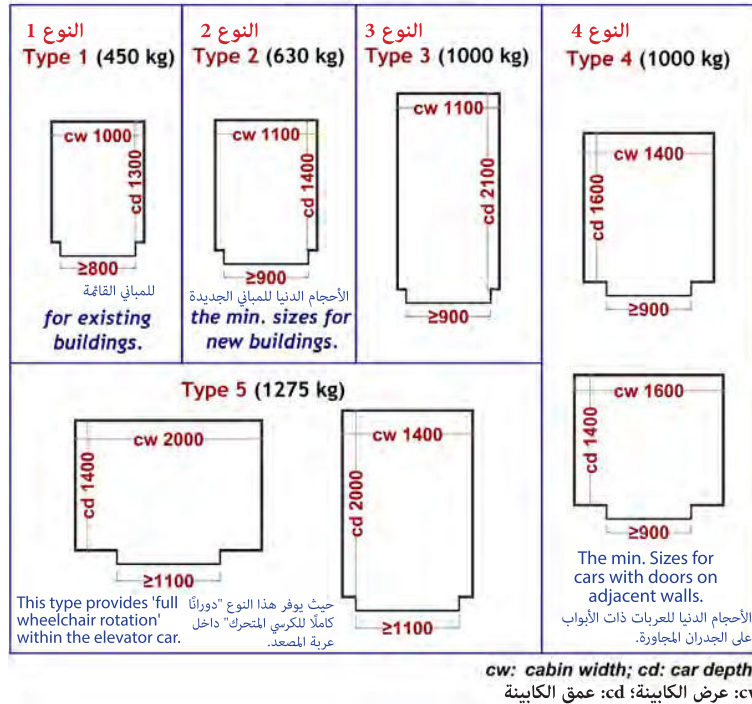 النوع 1
Type 1 (450 kg)
cw 1000
cd 1300
≥800
للمباني القائمة
for existing
buildings.
النوع 2
Type 2 (630 kg)
cw 1100
cd 1400
≥900
الأحجام الدنيا للمباني الجديدة
the min. sizes for
new buildings.
النوع 3
Type 3 (1000 kg)
cw 1100
cd 2100
≥900
النوع 4
Type 4 (1000 kg)
cw 1400
cd 1600
≥900
cw 1600
cd 1400
≥900
The min. Sizes for
cars with doors on
adjacent walls.
الأحجام الدنيا للعربات ذات الأبواب
على الجدران المجاورة.
Type 5 (1275 kg)
cw 2000
cd 1400
≥1100
cw 1400
cd 2000
≥1100
This type provides 'full
wheelchair rotation'
within the elevator car.
حيث يوفر هذا النوع "دورانًا
كاملًا للكرسي المتحرك" داخل
عربة المصعد.
cw: cabin width; cd: car depth
cw: عرض الكابينة؛ cd: عمق الكابينة